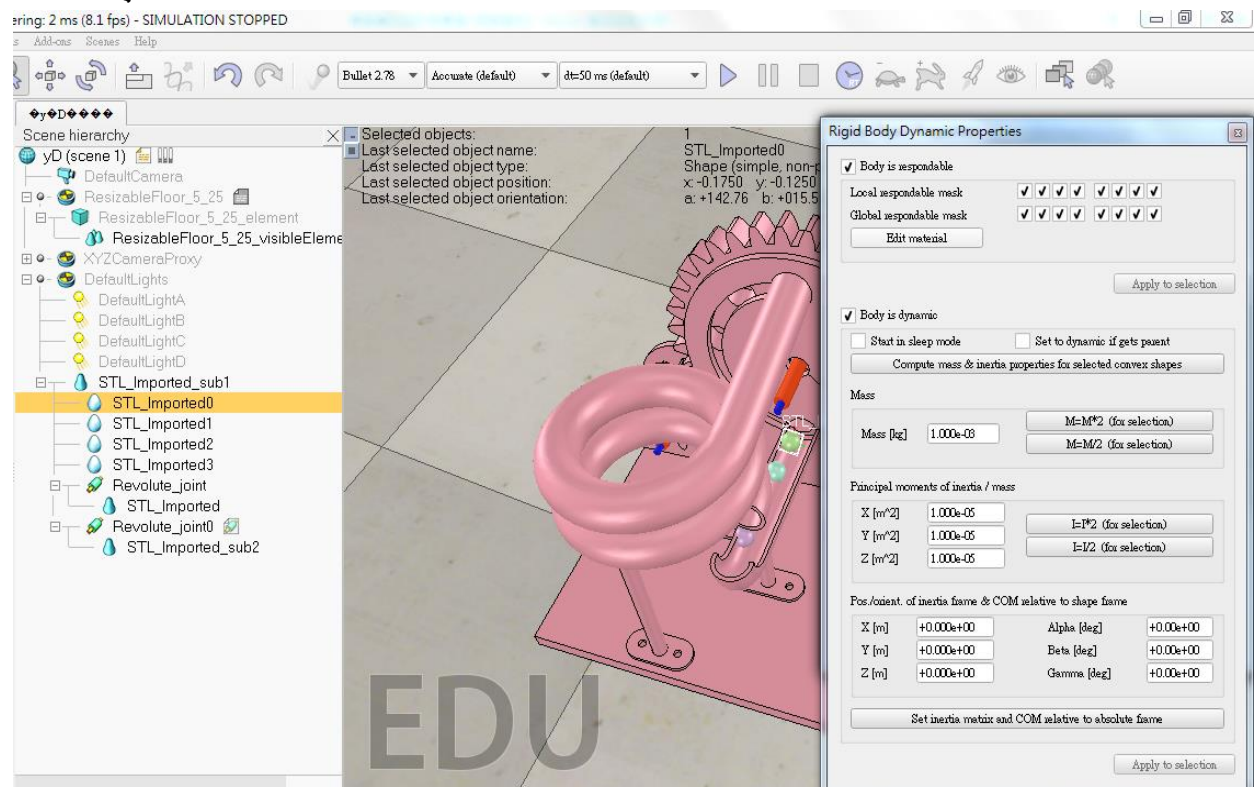 ering: 2 ms (8.1 fps) - SIMULATION STOPPED
s Add-ons Scenes Help
Bullet 2.78 Accurate (default) dt=50 ms (default)
�y�D����
Scene hierarchy
yD (scene 1)
DefaultCamera
ResizableFloor_5_25
ResizableFloor_5_25_element
ResizableFloor_5_25_visibleEleme
XYZCameraProxy
DefaultLights
DefaultLightA
DefaultLightB
DefaultLightC
DefaultLightD
STL_Imported_sub1
STL_Imported0
STL_Imported1
STL_Imported2
STL_Imported3
Revolute_joint
STL_Imported
Revolute_joint0
STL_Imported_sub2
Selected objects: 1
Last selected object name: STL_Imported0
Last selected object type: Shape (simple, non-p
Last selected object position: x: -0.1750 y: -0.1250
Last selected object orientation: a: +142.76 b: +015.5
STL
EDU
Rigid Body Dynamic Properties
Body is respondable
Local respondable mask
Global respondable mask
Edit material
Apply to selection
Body is dynamic
Start in sleep mode Set to dynamic if gets parent
Compute mass & inertia properties for selected convex shapes
Mass
Mass [kg] 1.000e-03 M=M*2 (for selection)
M=M/2 (for selection)
Principal moments of inertia / mass
X [m^2] 1.000e-05 I=I*2 (for selection)
Y [m^2] 1.000e-05 I=I/2 (for selection)
Z [m^2] 1.000e-05
Pos./orient. of inertia frame & COM relative to shape frame
X [m] +0.000e+00 Alpha [deg] +0.00e+00
Y [m] +0.000e+00 Beta [deg] +0.00e+00
Z [m] +0.000e+00 Gamma [deg] +0.00e+00
Set inertia matrix and COM relative to absolute frame
Apply to selection